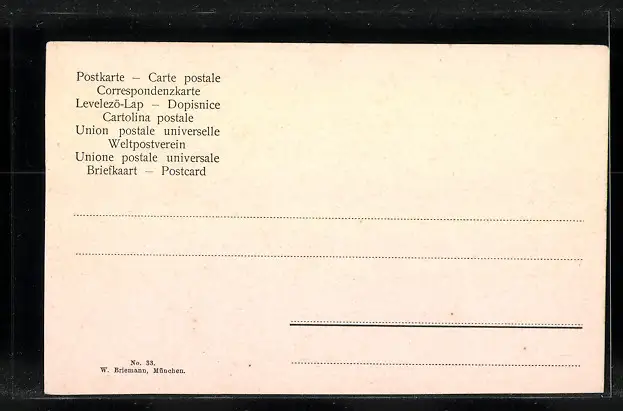 Postkarte — Carte postale
Correspondenzkarte
Levelező-Lap — Dopisnice
Cartolina postale
Union postale universelle
Weltpostverein
Unione postale universale
Briefkaart — Postcard
No. 33.
W. Briemann, München.